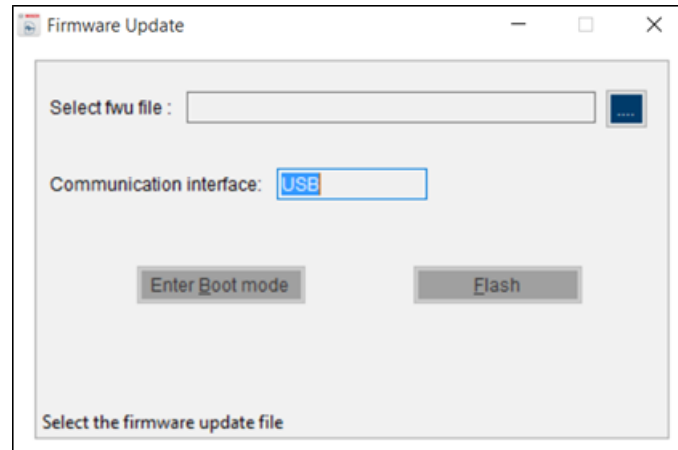 Firmware Update
Select fwu file :
....
Communication interface: USB
Enter Boot mode
Flash
Select the firmware update file